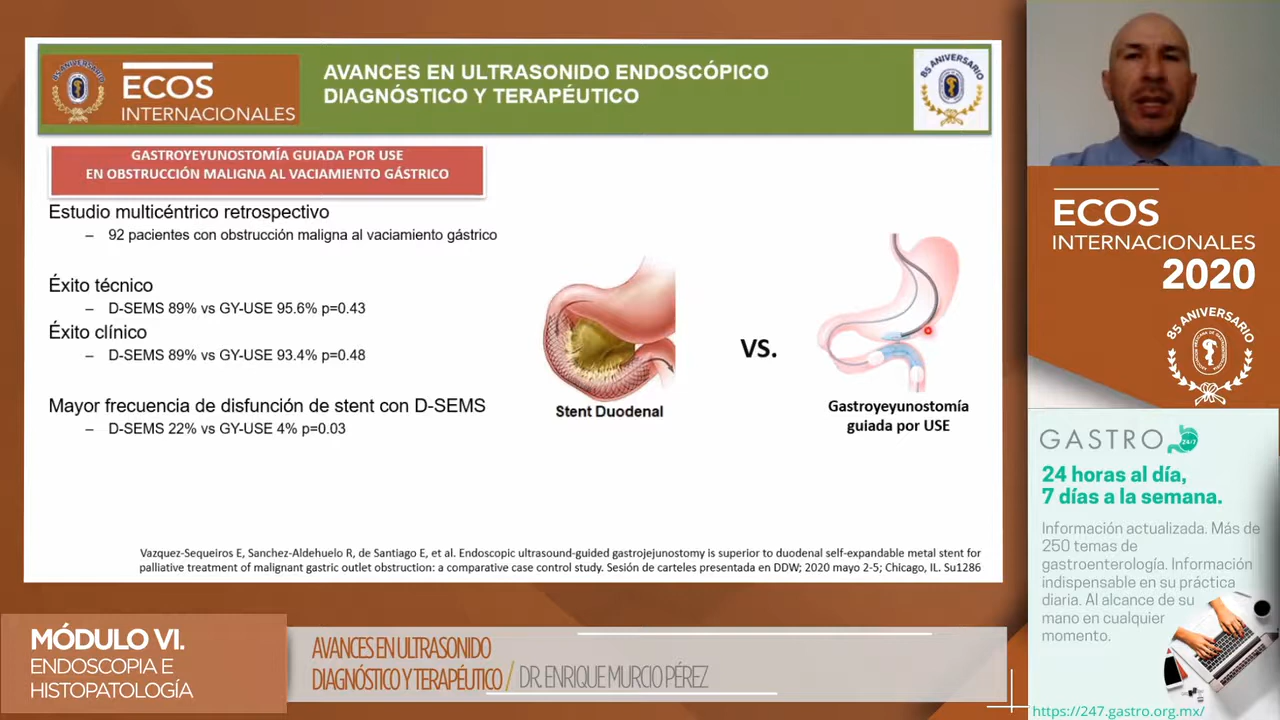 85 ANIVERSARIO
ECOS
INTERNACIONALES
AVANCES EN ULTRASONIDO ENDOSCÓPICO
DIAGNÓSTICO Y TERAPÉUTICO
85 ANIVERSARIO
GASTROYEYUNOSTOMÍA GUIADA POR USE
EN OBSTRUCCIÓN MALIGNA AL VACIAMIENTO GÁSTRICO
Estudio multicéntrico retrospectivo
– 92 pacientes con obstrucción maligna al vaciamiento gástrico
Éxito técnico
– D-SEMS 89% vs GY-USE 95.6% p=0.43
Éxito clínico
– D-SEMS 89% vs GY-USE 93.4% p=0.48
Mayor frecuencia de disfunción de stent con D-SEMS
– D-SEMS 22% vs GY-USE 4% p=0.03
Stent Duodenal
VS.
Gastroyeyunostomía
guiada por USE
Vazquez-Sequeiros E, Sanchez-Aldehuelo R, de Santiago E, et al. Endoscopic ultrasound-guided gastrojejunostomy is superior to duodenal self-expandable metal stent for
palliative treatment of malignant gastric outlet obstruction: a comparative case control study. Sesión de carteles presentada en DDW; 2020 mayo 2-5; Chicago, IL. Su1286
ECOS
INTERNACIONALES
2020
85 ANIVERSARIO
GASTRO
24/7
24 horas al día,
7 días a la semana.
Información actualizada. Más de
250 temas de
gastroenterología. Información
indispensable en su práctica
diaria. Al alcance de su
mano en cualquier
momento.
https://247.gastro.org.mx/
MÓDULO VI.
ENDOSCOPIA E
HISTOPATOLOGÍA
AVANCES EN ULTRASONIDO
DIAGNÓSTICO Y TERAPÉUTICO / DR. ENRIQUE MURCIO PÉREZ